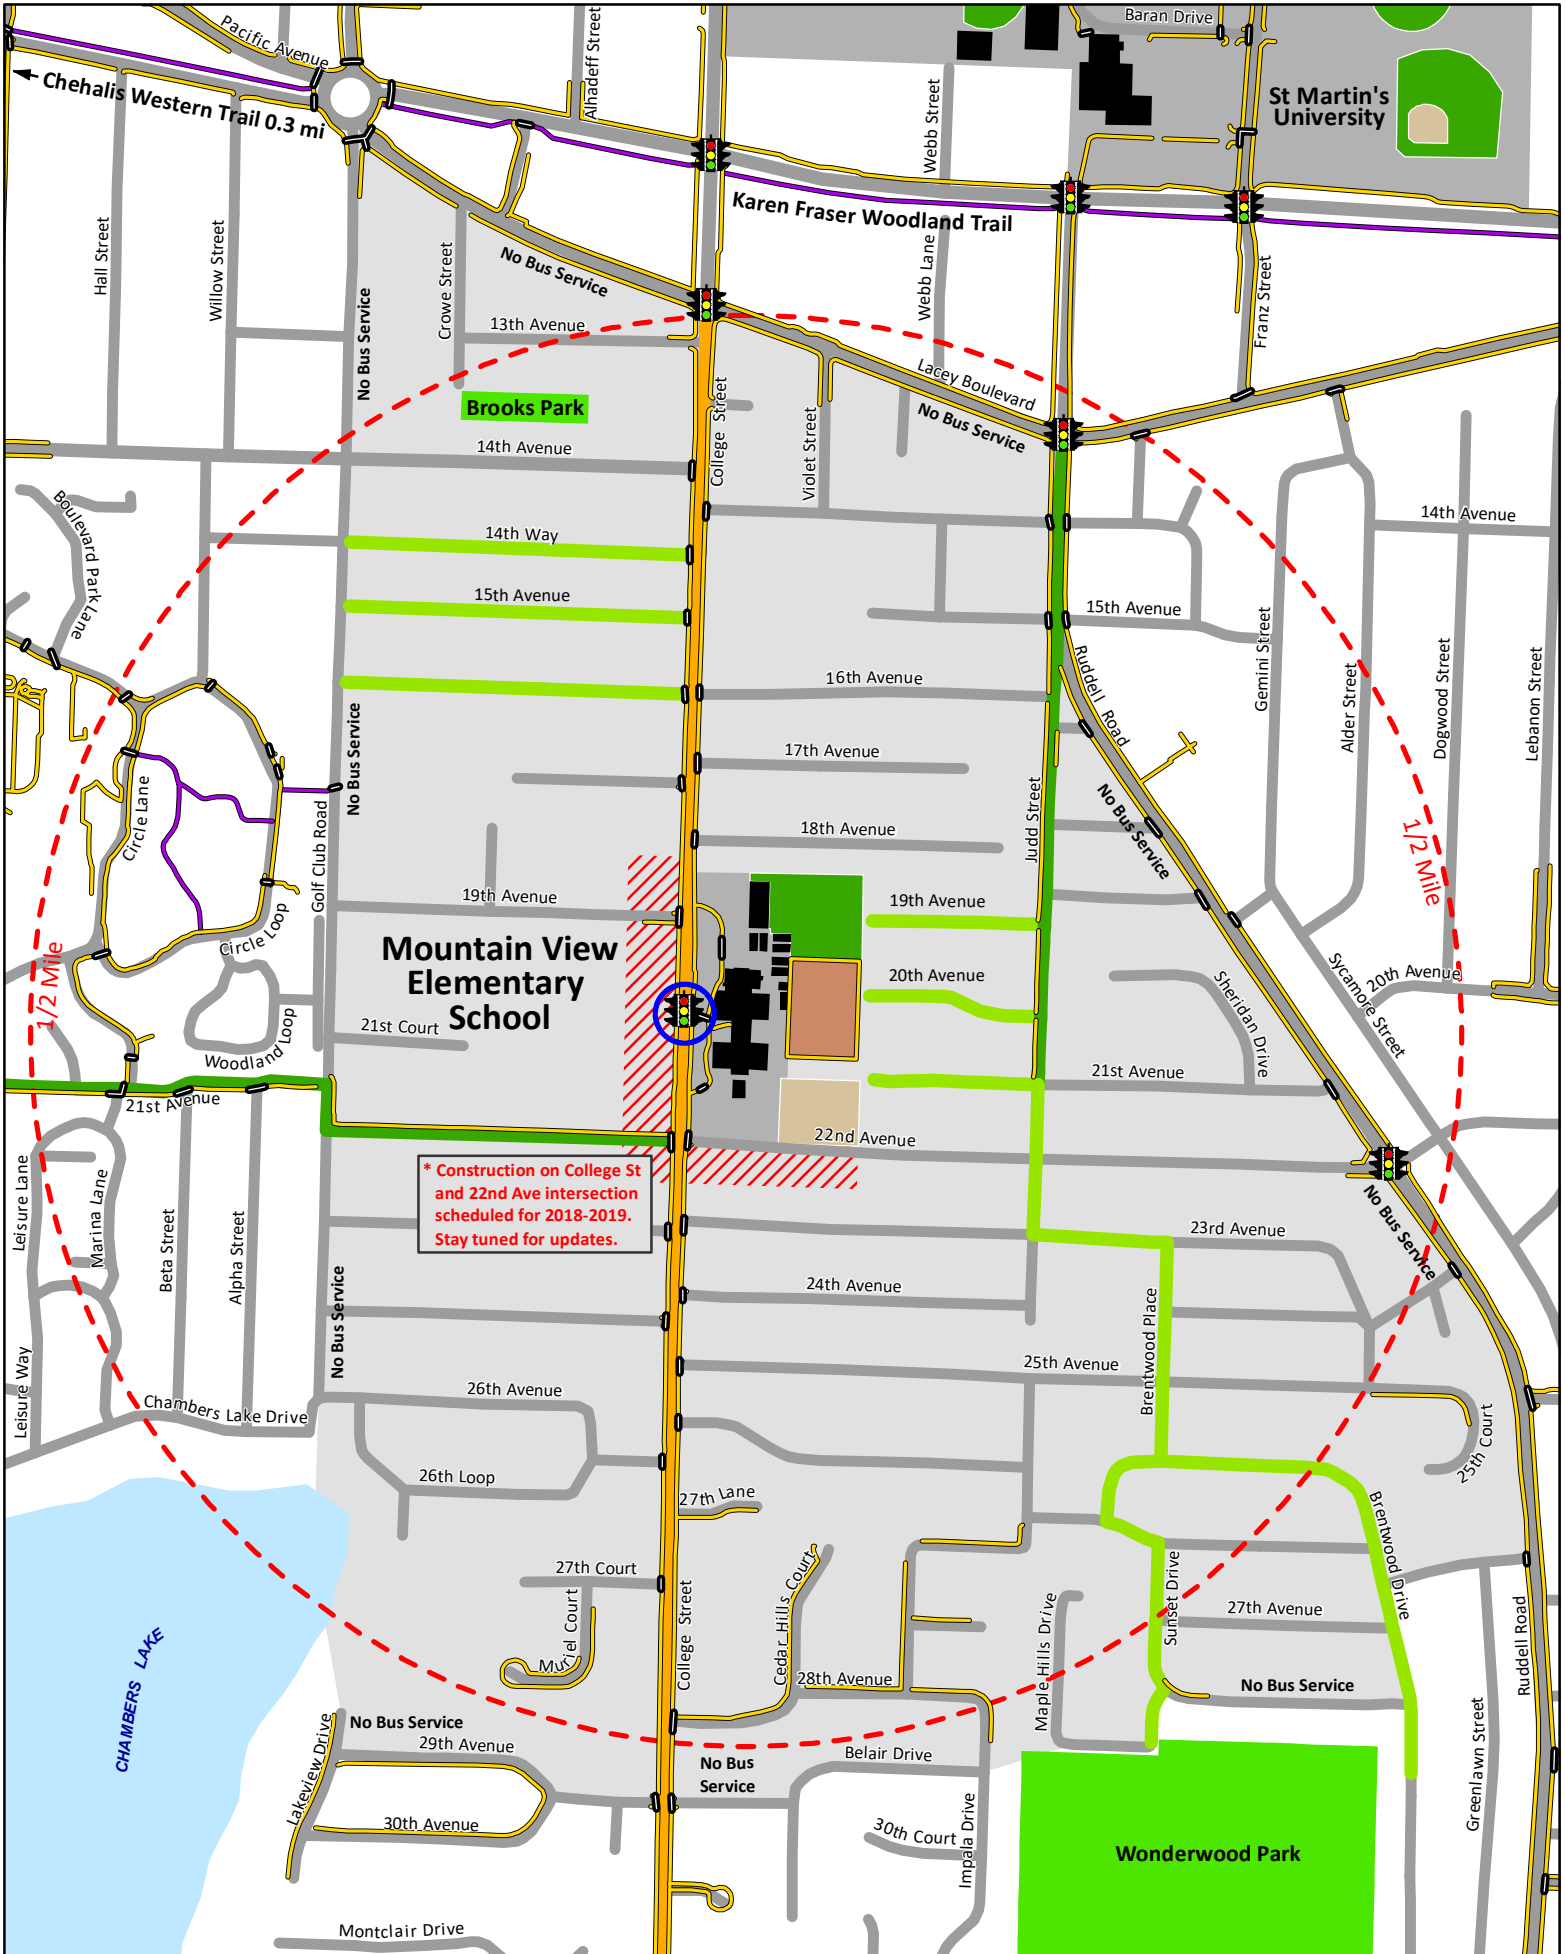 Baran Drive
Pacific Avenue
Alhadeff Street
Chehalis Western Trail 0.3 mi
Webb Street
St Martin's
University
Karen Fraser Woodland Trail
Hall Street
Willow Street
Crowe Street
No Bus Service
Webb Lane
Franz Street
No Bus Service
13th Avenue
Lacey Boulevard
No Bus Service
Brooks Park
College Street
Violet Street
14th Avenue
14th Avenue
Boulevard Park Lane
14th Way
15th Avenue
15th Avenue
Gemini Street
Alder Street
Dogwood Street
Lebanon Street
Ruddell Road
16th Avenue
No Bus Service
17th Avenue
No Bus Service
Judd Street
Circle Lane
Golf Club Road
18th Avenue
1/2 Mile
19th Avenue
19th Avenue
Circle Loop
Mountain View
Elementary
School
1/2 Mile
20th Avenue
Sheridan Drive
Sycamore Street
20th Avenue
Woodland Loop
21st Court
21st Avenue
21st Avenue
22nd Avenue
* Construction on College St
and 22nd Ave intersection
scheduled for 2018-2019.
Stay tuned for updates.
Leisure Lane
Marina Lane
Beta Street
Alpha Street
No Bus Service
23rd Avenue
No Bus Service
24th Avenue
Brentwood Place
25th Avenue
Leisure Way
Chambers Lake Drive
26th Avenue
25th Court
26th Loop
27th Lane
Brentwood Drive
27th Court
Muriel Court
College Street
Cedar Hills Court
Maple Hills Drive
Sunset Drive
27th Avenue
Ruddell Road
CHAMBERS LAKE
28th Avenue
No Bus Service
Greenlawn Street
Lakeview Drive
No Bus Service
29th Avenue
No Bus
Service
Belair Drive
30th Avenue
30th Court
Impala Drive
Wonderwood Park
Montclair Drive